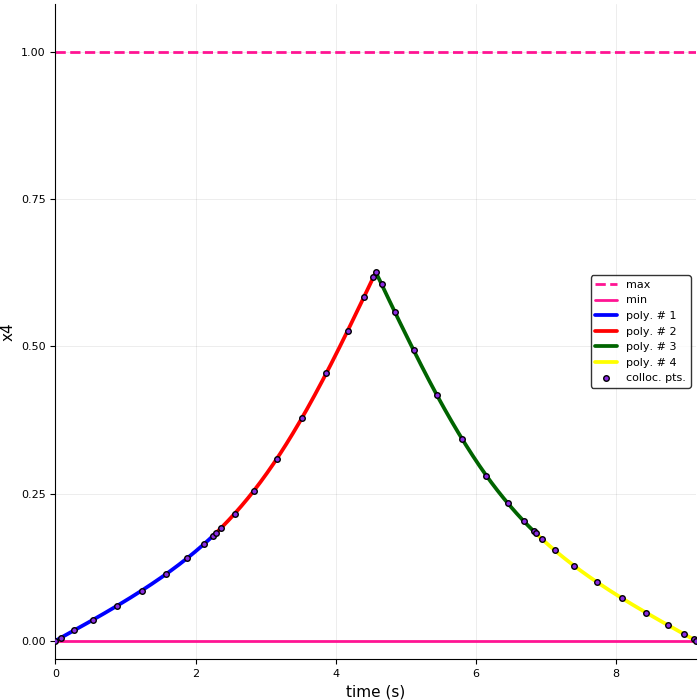 1.00
0.75
x4
0.50
0.25
0.00
max
min
poly. # 1
poly. # 2
poly. # 3
poly. # 4
colloc. pts.
0 2 4 6 8
time (s)